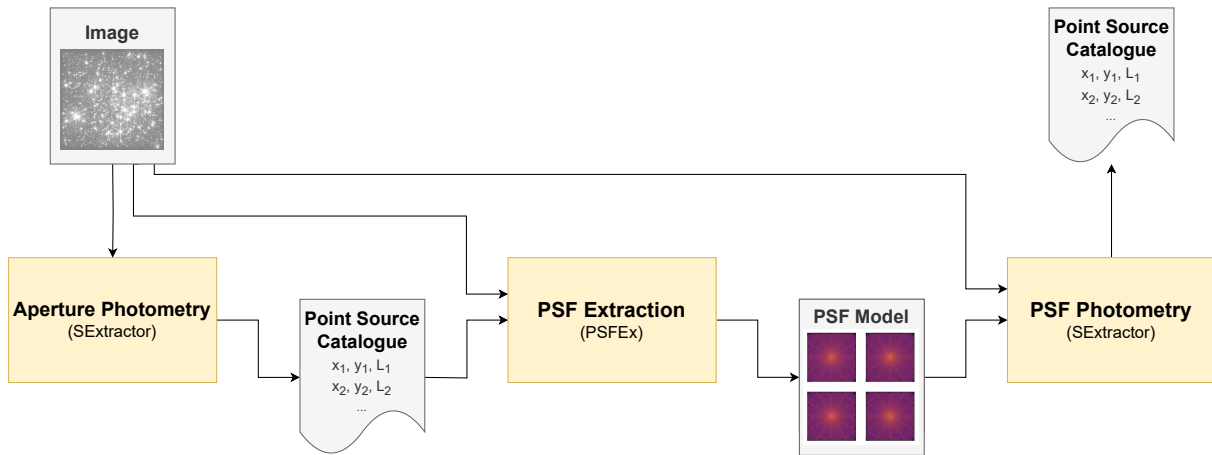 Image
Point Source
Catalogue
x₁, y₁, L₁
x₂, y₂, L₂
...
Aperture Photometry
(SExtractor)
Point Source
Catalogue
x₁, y₁, L₁
x₂, y₂, L₂
...
PSF Extraction
(PSFEx)
PSF Model
PSF Photometry
(SExtractor)